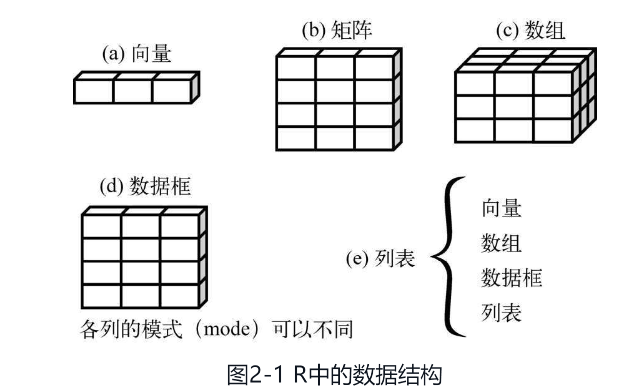 (a) 向量
(b) 矩阵
(c) 数组
(d) 数据框
各列的模式（mode）可以不同
(e) 列表
向量
数组
数据框
列表
图2-1 R中的数据结构